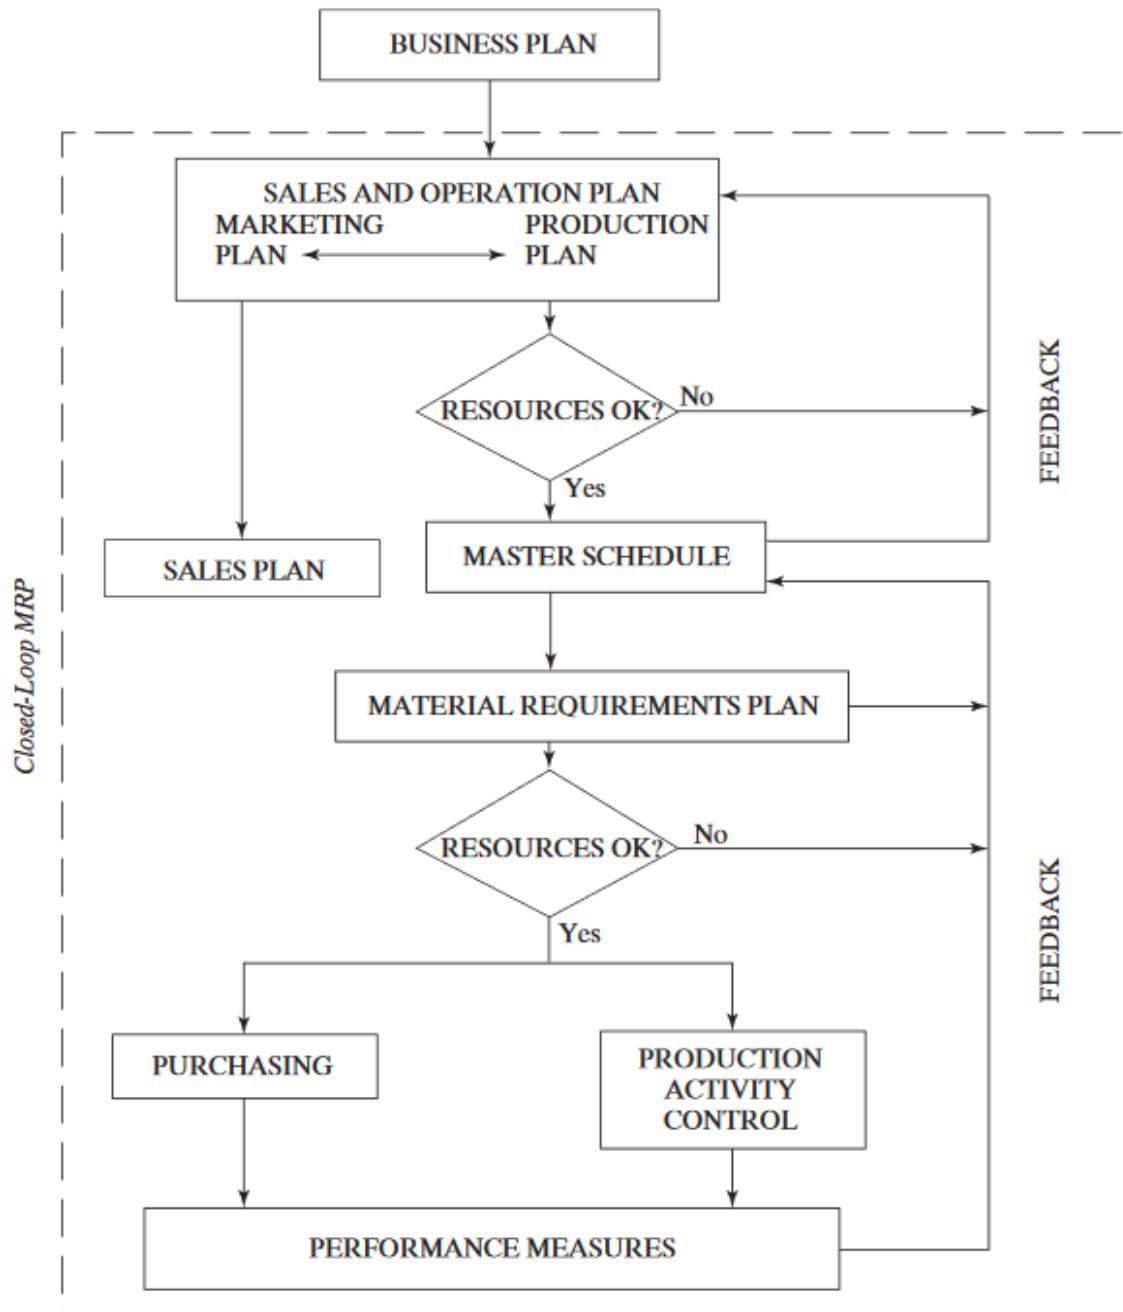 BUSINESS PLAN
SALES AND OPERATION PLAN
MARKETING
PLAN
PRODUCTION
PLAN
RESOURCES OK?
No
Yes
FEEDBACK
SALES PLAN
MASTER SCHEDULE
Closed-Loop MRP
MATERIAL REQUIREMENTS PLAN
RESOURCES OK?
No
Yes
FEEDBACK
PURCHASING
PRODUCTION
ACTIVITY
CONTROL
PERFORMANCE MEASURES